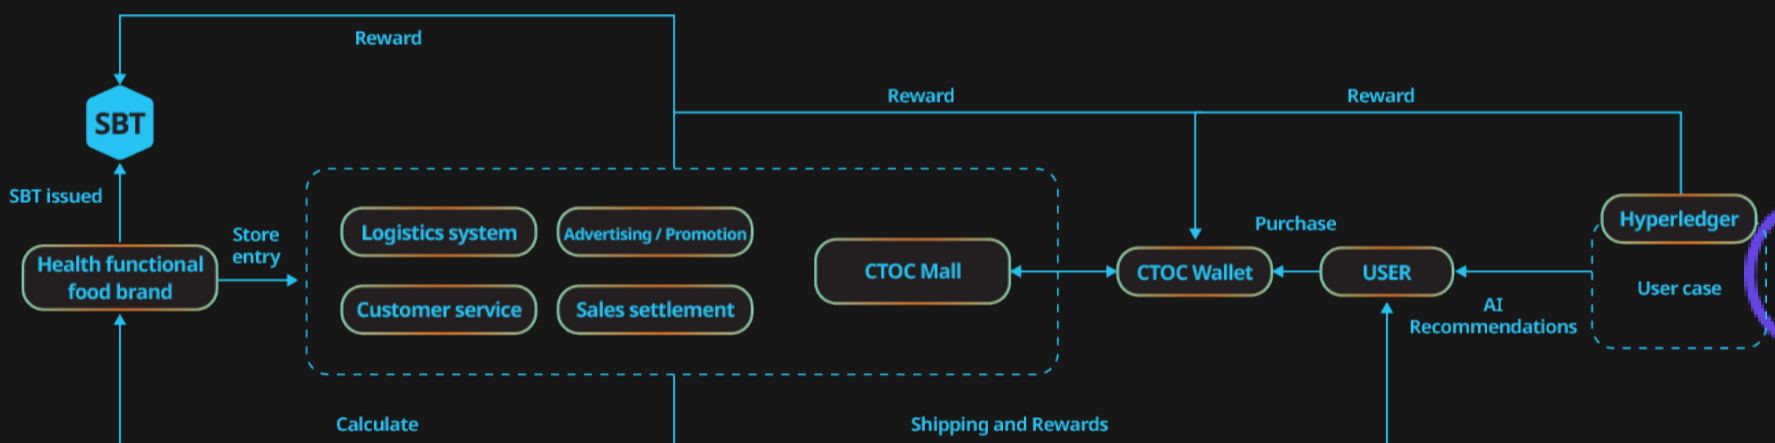 Reward
Reward
Reward
SBT
SBT issued
Store
entry
Health functional
food brand
Logistics system
Advertising / Promotion
Customer service
Sales settlement
CTOC Mall
CTOC Wallet
Purchase
USER
AI
Recommendations
Hyperledger
User case
Calculate
Shipping and Rewards